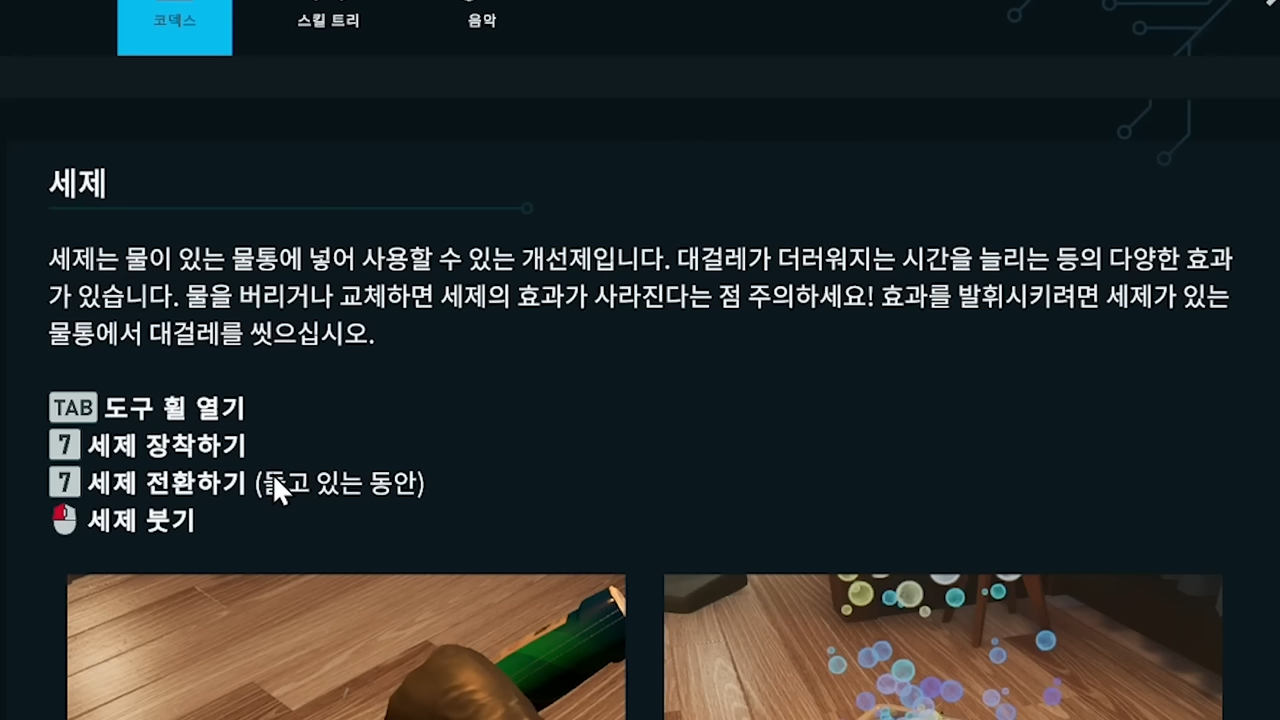 코덱스
스킬 트리
음악
세제
세제는 물이 있는 물통에 넣어 사용할 수 있는 개선제입니다. 대걸레가 더러워지는 시간을 늘리는 등의 다양한 효과
가 있습니다. 물을 버리거나 교체하면 세제의 효과가 사라진다는 점 주의하세요! 효과를 발휘시키려면 세제가 있는
물통에서 대걸레를 씻으십시오.
TAB 도구 휠 열기
7 세제 장착하기
7 세제 전환하기 (들고 있는 동안)
세제 붓기